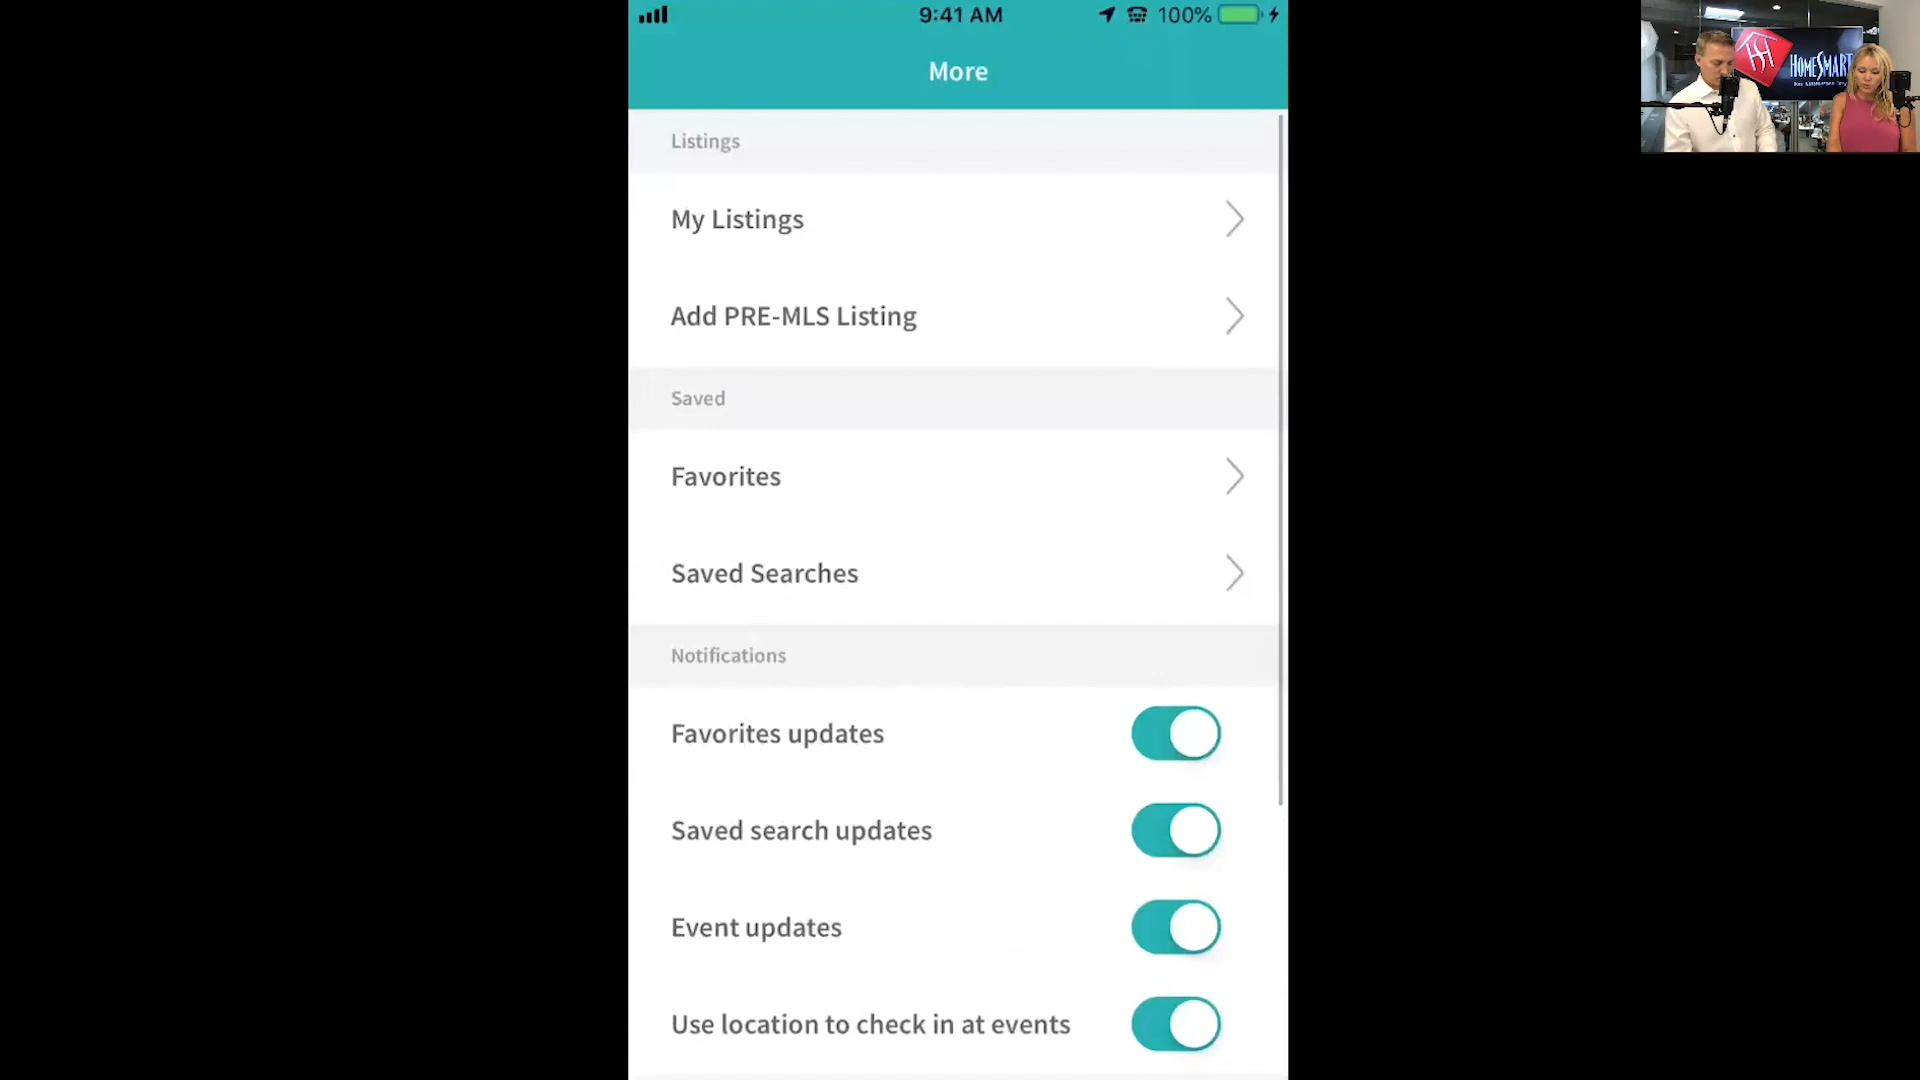 9:41 AM
100%
More
HOMESMART
Listings
My Listings
Add PRE-MLS Listing
Saved
Favorites
Saved Searches
Notifications
Favorites updates
Saved search updates
Event updates
Use location to check in at events